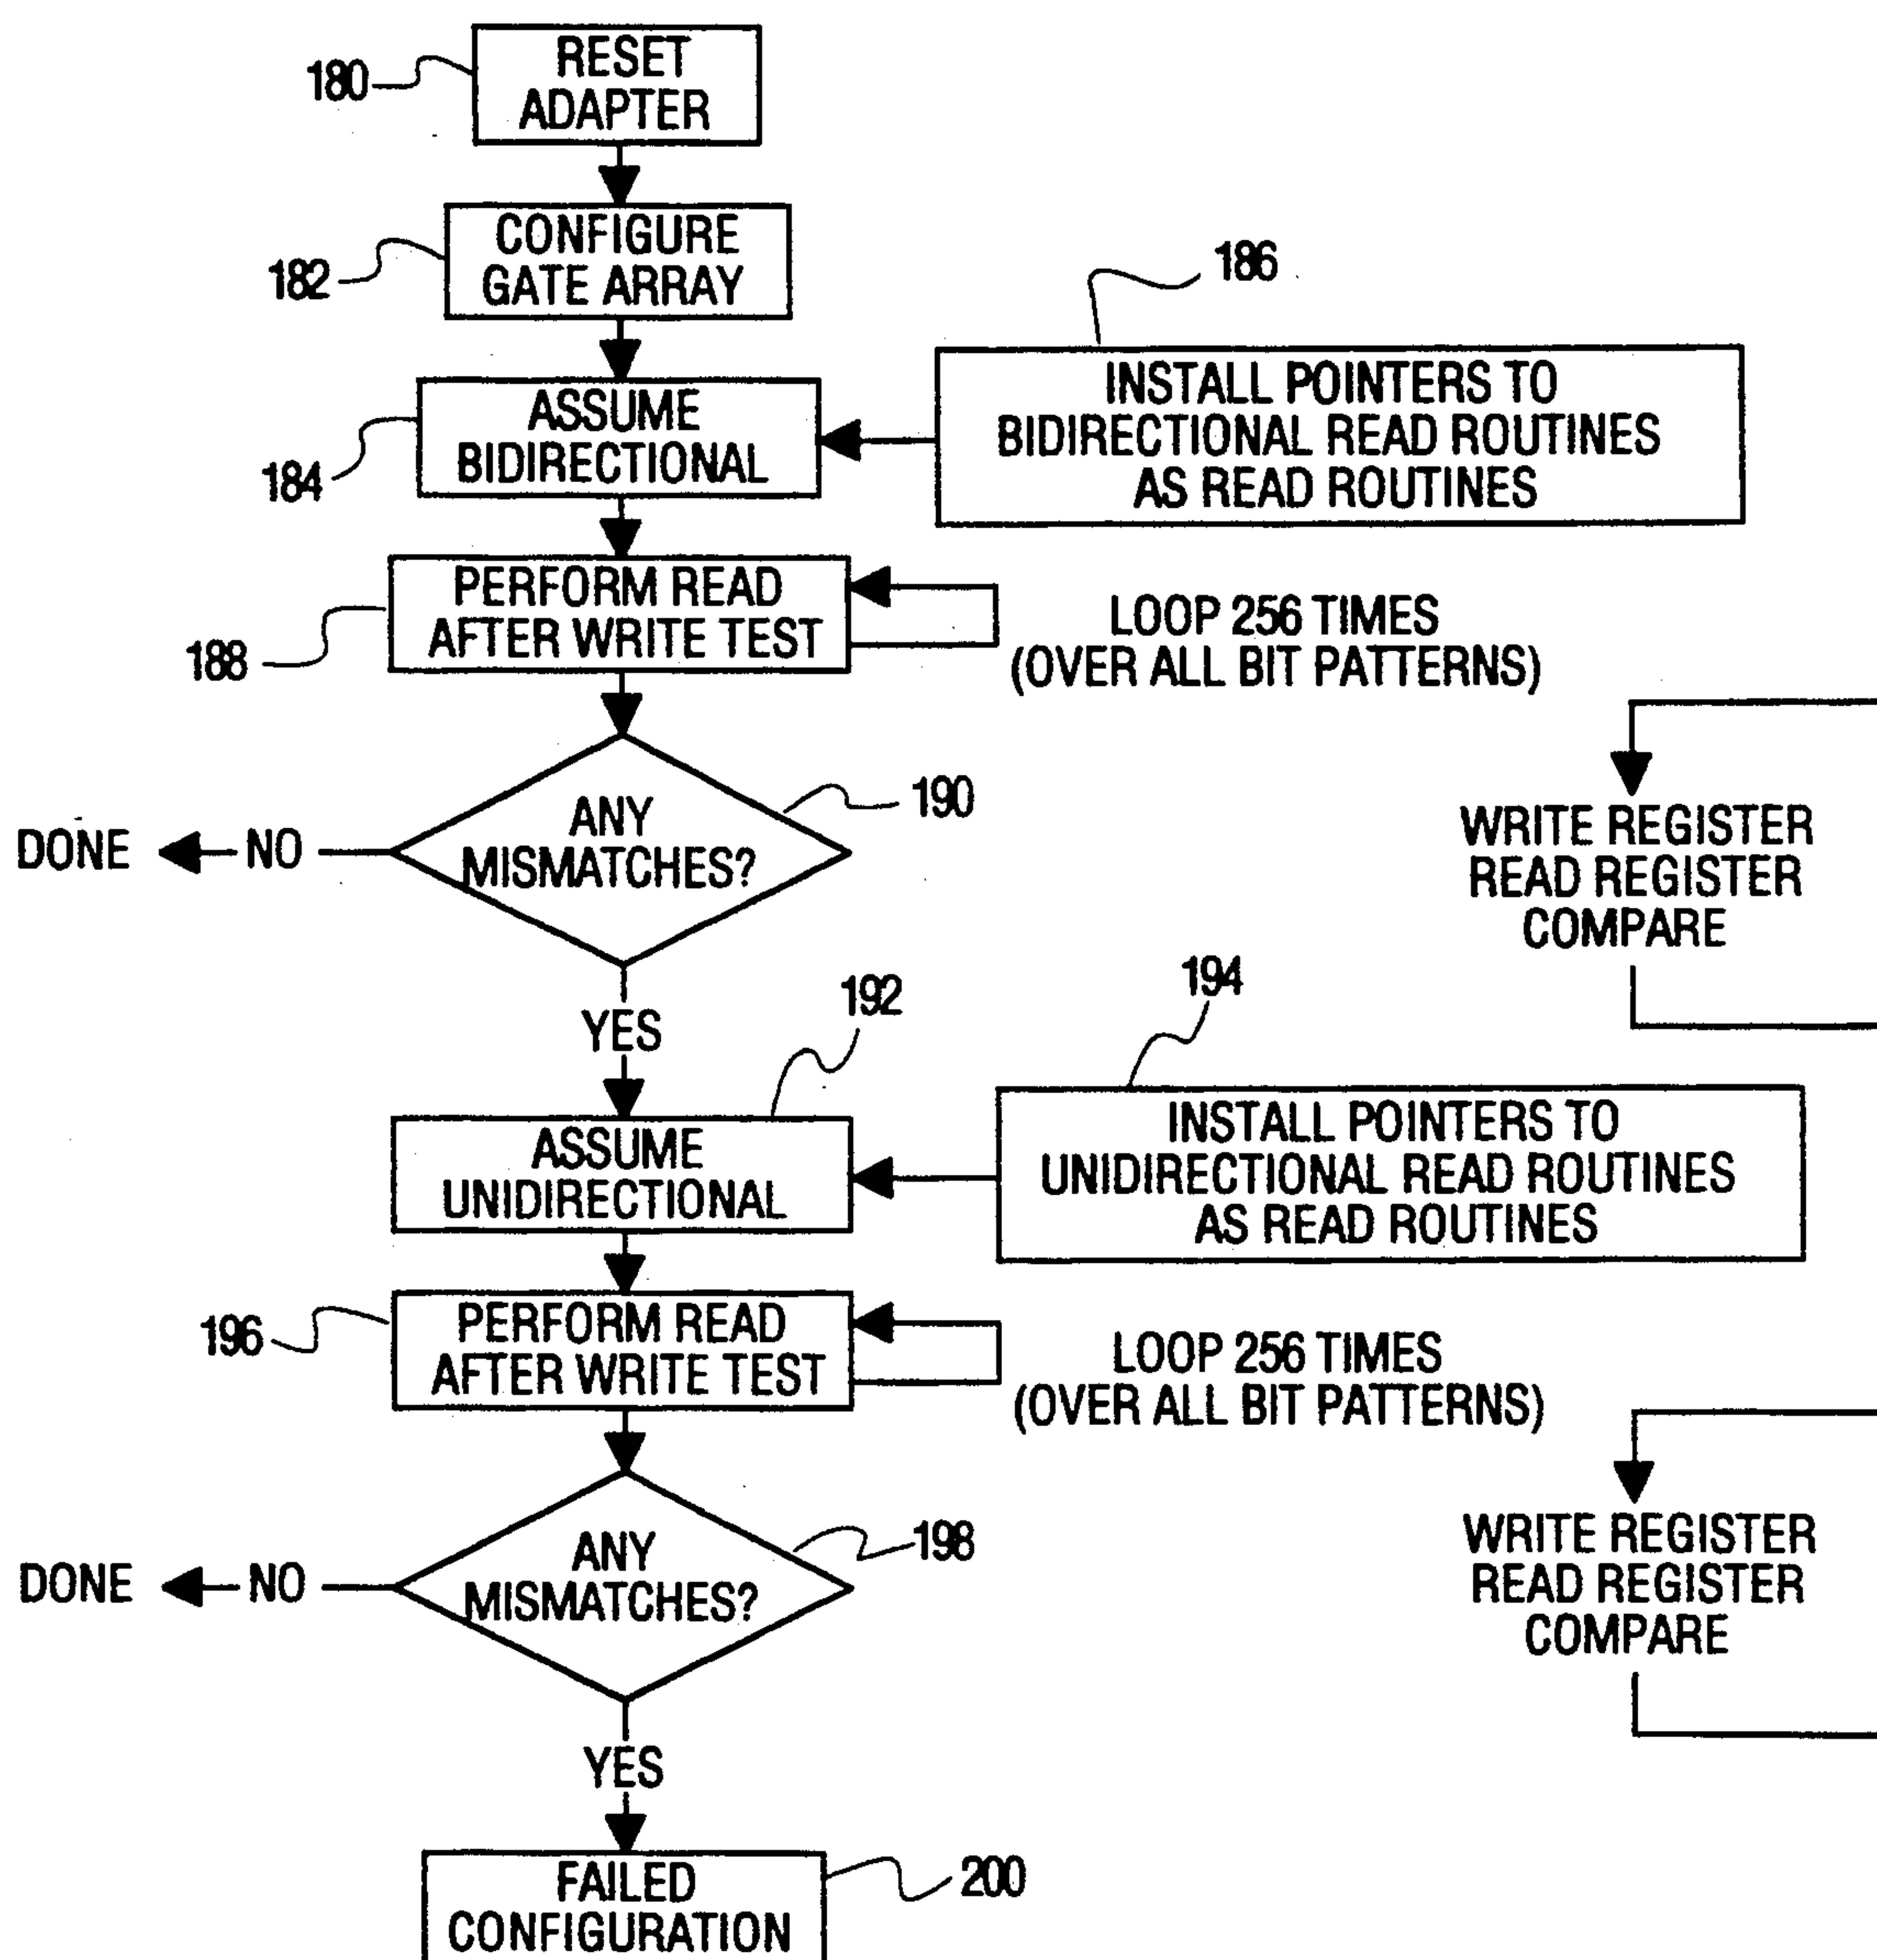 180
RESET
ADAPTER
182
CONFIGURE
GATE ARRAY
186
184
ASSUME
BIDIRECTIONAL
INSTALL POINTERS TO
BIDIRECTIONAL READ ROUTINES
AS READ ROUTINES
188
PERFORM READ
AFTER WRITE TEST
LOOP 256 TIMES
(OVER ALL BIT PATTERNS)
190
ANY
MISMATCHES?
DONE
NO
WRITE REGISTER
READ REGISTER
COMPARE
YES
192
194
ASSUME
UNIDIRECTIONAL
INSTALL POINTERS TO
UNIDIRECTIONAL READ ROUTINES
AS READ ROUTINES
196
PERFORM READ
AFTER WRITE TEST
LOOP 256 TIMES
(OVER ALL BIT PATTERNS)
198
ANY
MISMATCHES?
DONE
NO
WRITE REGISTER
READ REGISTER
COMPARE
YES
200
FAILED
CONFIGURATION